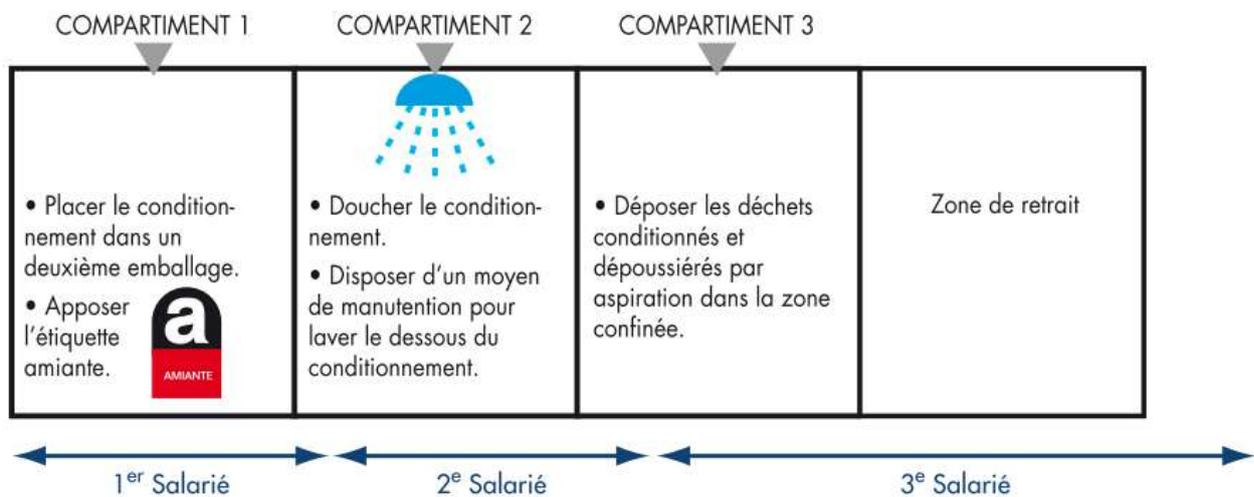 COMPARTIMENT 1
COMPARTIMENT 2
COMPARTIMENT 3
• Placer le condition-
nement dans un
deuxième emballage.
• Apposer
l'étiquette
amiante.
a
AMIANTE
• Doucher le condition-
nement.
• Disposer d'un moyen
de manutention pour
laver le dessous du
conditionnement.
• Déposer les déchets
conditionnés et
dépoussiérés par
aspiration dans la zone
confinée.
Zone de retrait
1er Salarié
2e Salarié
3e Salarié